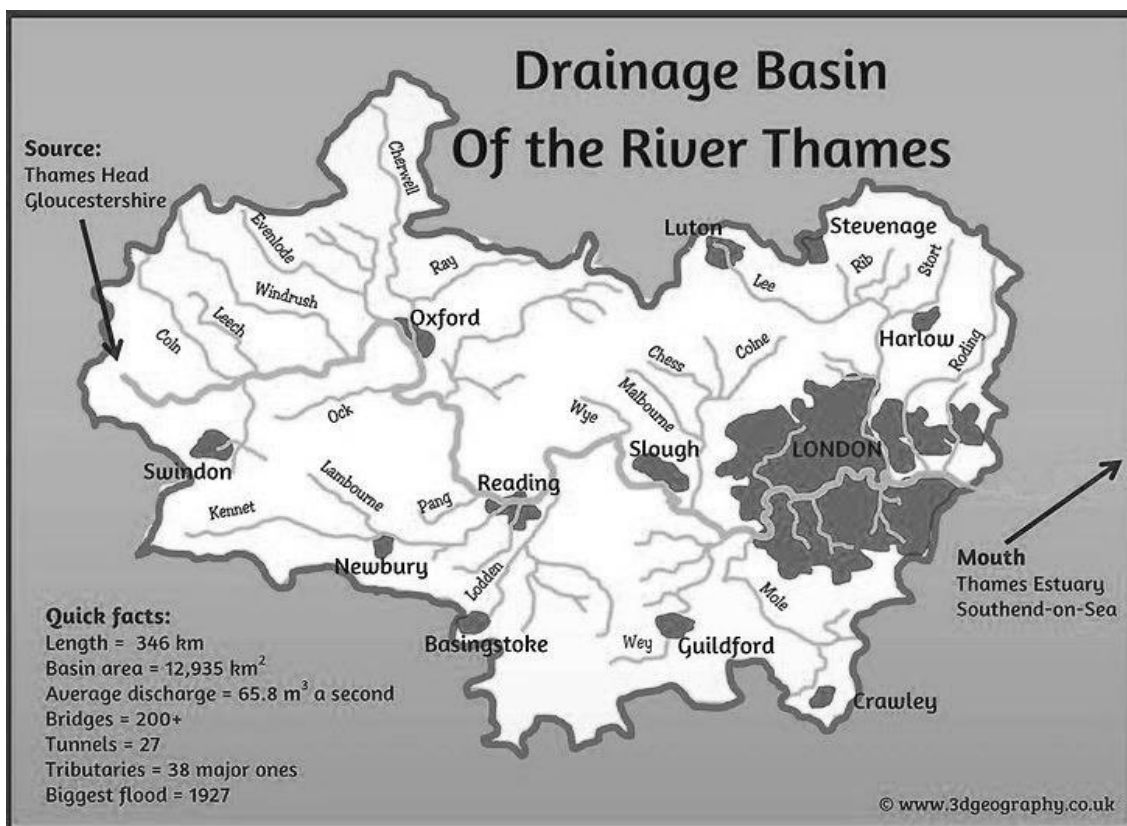 Drainage Basin
Of the River Thames
Source:
Thames Head
Gloucestershire
Cherwell
Evenlode
Ray
Windrush
Leech
Coln
Oxford
Ock
Swindon
Lambourne
Kennet
Pang
Newbury
Reading
Lodden
Basingstoke
Luton
Stevenage
Lee
Rib
Stort
Harlow
Roding
Chess
Colne
Malbourne
Wye
Slough
LONDON
Mole
Wey
Guildford
Crawley
Mouth
Thames Estuary
Southend-on-Sea
Quick facts:
Length = 346 km
Basin area = 12,935 km²
Average discharge = 65.8 m³ a second
Bridges = 200+
Tunnels = 27
Tributaries = 38 major ones
Biggest flood = 1927
© www.3dgeography.co.uk